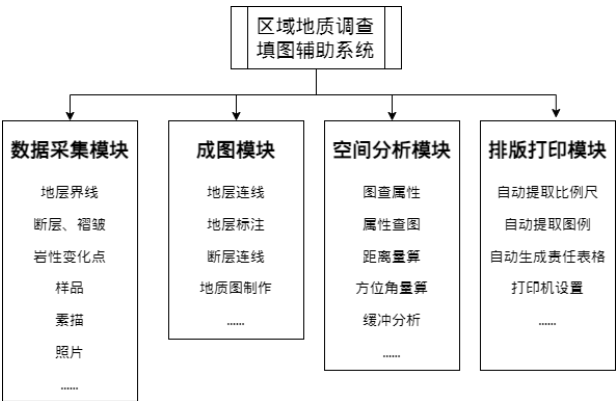 区域地质调查
填图辅助系统
数据采集模块
地层界线
断层、褶皱
岩性变化点
样品
素描
照片
......
成图模块
地层连线
地层标注
断层连线
地质图制作
......
空间分析模块
图查属性
属性查图
距离量算
方位角量算
缓冲分析
......
排版打印模块
自动提取比例尺
自动提取图例
自动生成责任表格
打印机设置
......